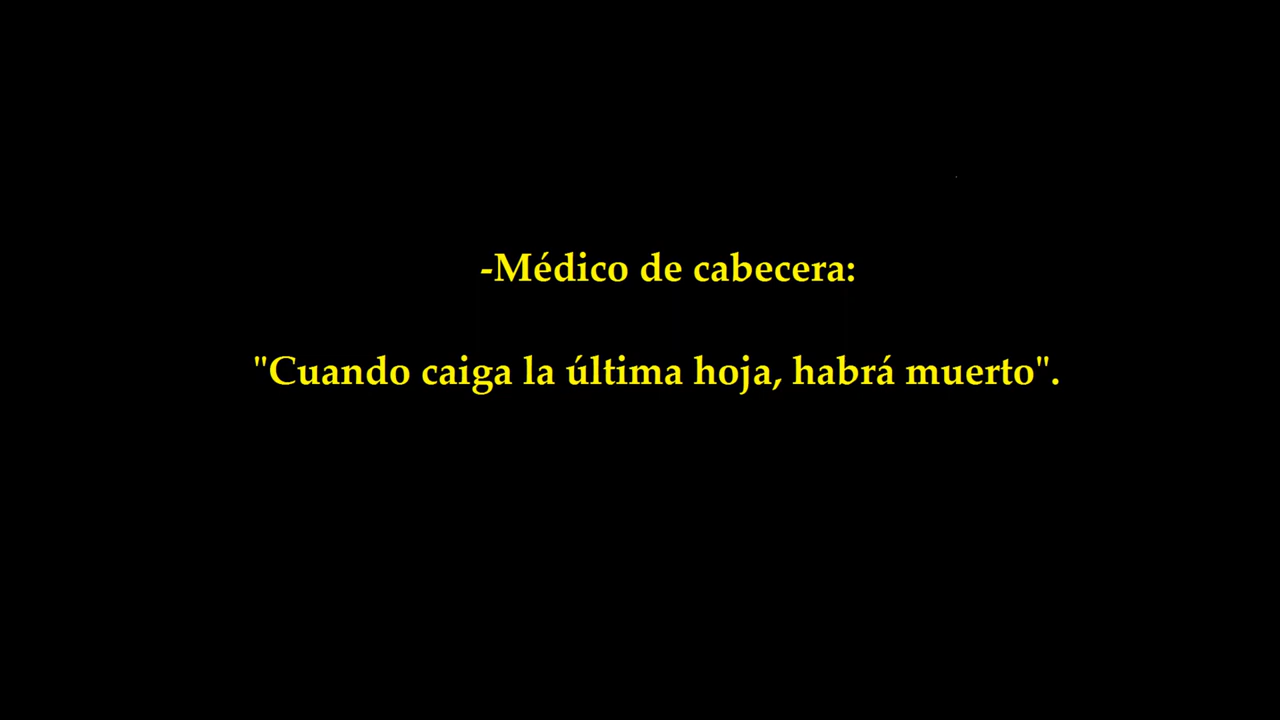 -Médico de cabecera:
"Cuando caiga la última hoja, habrá muerto".